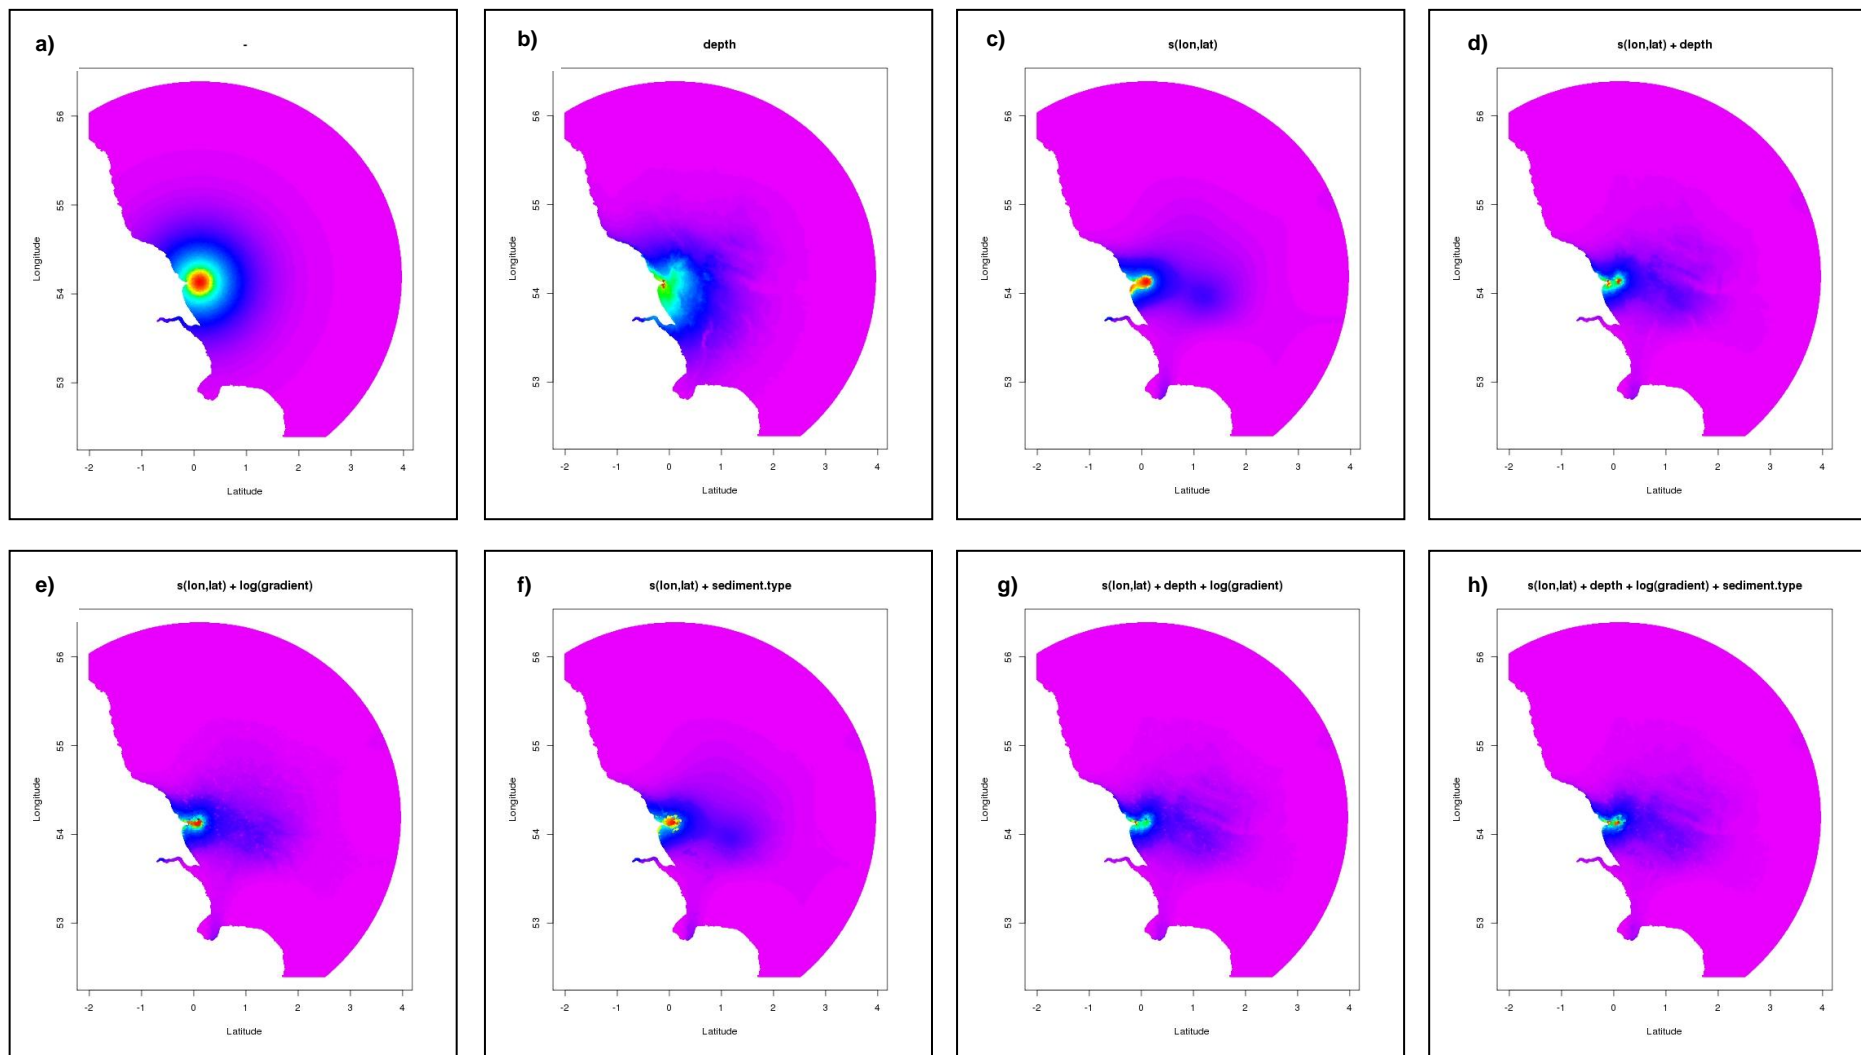 a)
-
56
55
54
53
Longitude
-2 -1 0 1 2 3 4
Latitude
b)
depth
56
55
54
53
Longitude
-2 -1 0 1 2 3 4
Latitude
c)
s(lon,lat)
56
55
54
53
Longitude
-2 -1 0 1 2 3 4
Latitude
d)
s(lon,lat) + depth
56
55
54
53
Longitude
-2 -1 0 1 2 3 4
Latitude
e)
s(lon,lat) + log(gradient)
56
55
54
53
Longitude
-2 -1 0 1 2 3 4
Latitude
f)
s(lon,lat) + sediment.type
56
55
54
53
Longitude
-2 -1 0 1 2 3 4
Latitude
g)
s(lon,lat) + depth + log(gradient)
56
55
54
53
Longitude
-2 -1 0 1 2 3 4
Latitude
h)
s(lon,lat) + depth + log(gradient) + sediment.type
56
55
54
53
Longitude
-2 -1 0 1 2 3 4
Latitude